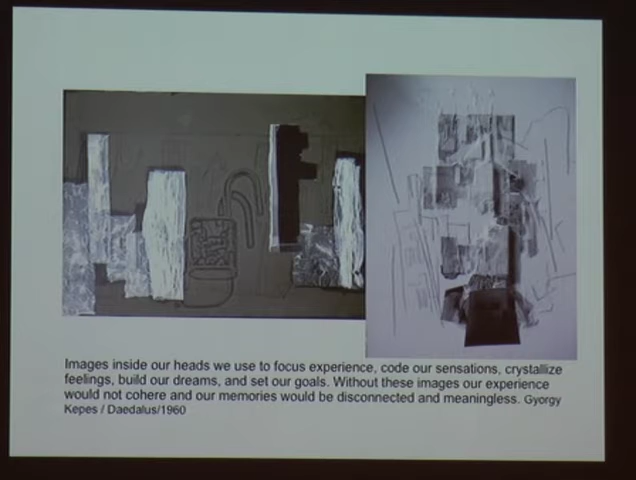 Images inside our heads we use to focus experience, code our sensations, crystallize
feelings, build our dreams, and set our goals. Without these images our experience
would not cohere and our memories would be disconnected and meaningless. Gyorgy
Kepes / Daedalus/1960